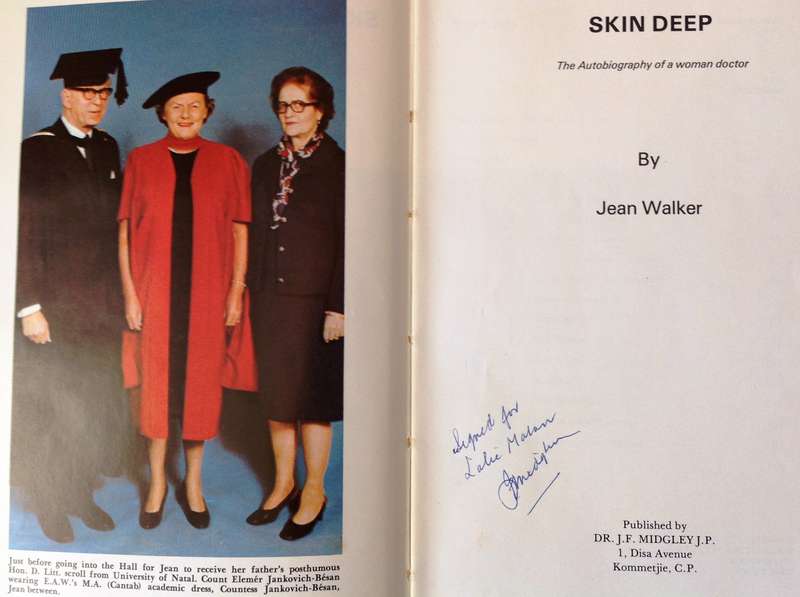 Just before going into the Hall for Jean to receive her father's posthumous
Hon. D. Litt. scroll from University of Natal. Count Elemér Jankovich-Bésan
wearing E.A.W.'s M.A. (Cantab) academic dress, Countess Jankovich-Bésan,
Jean between.
SKIN DEEP
The Autobiography of a woman doctor
By
Jean Walker
Signed for
Published by
DR. J.F. MIDGLEY J.P.
1, Disa Avenue
Kommetjie, C.P.